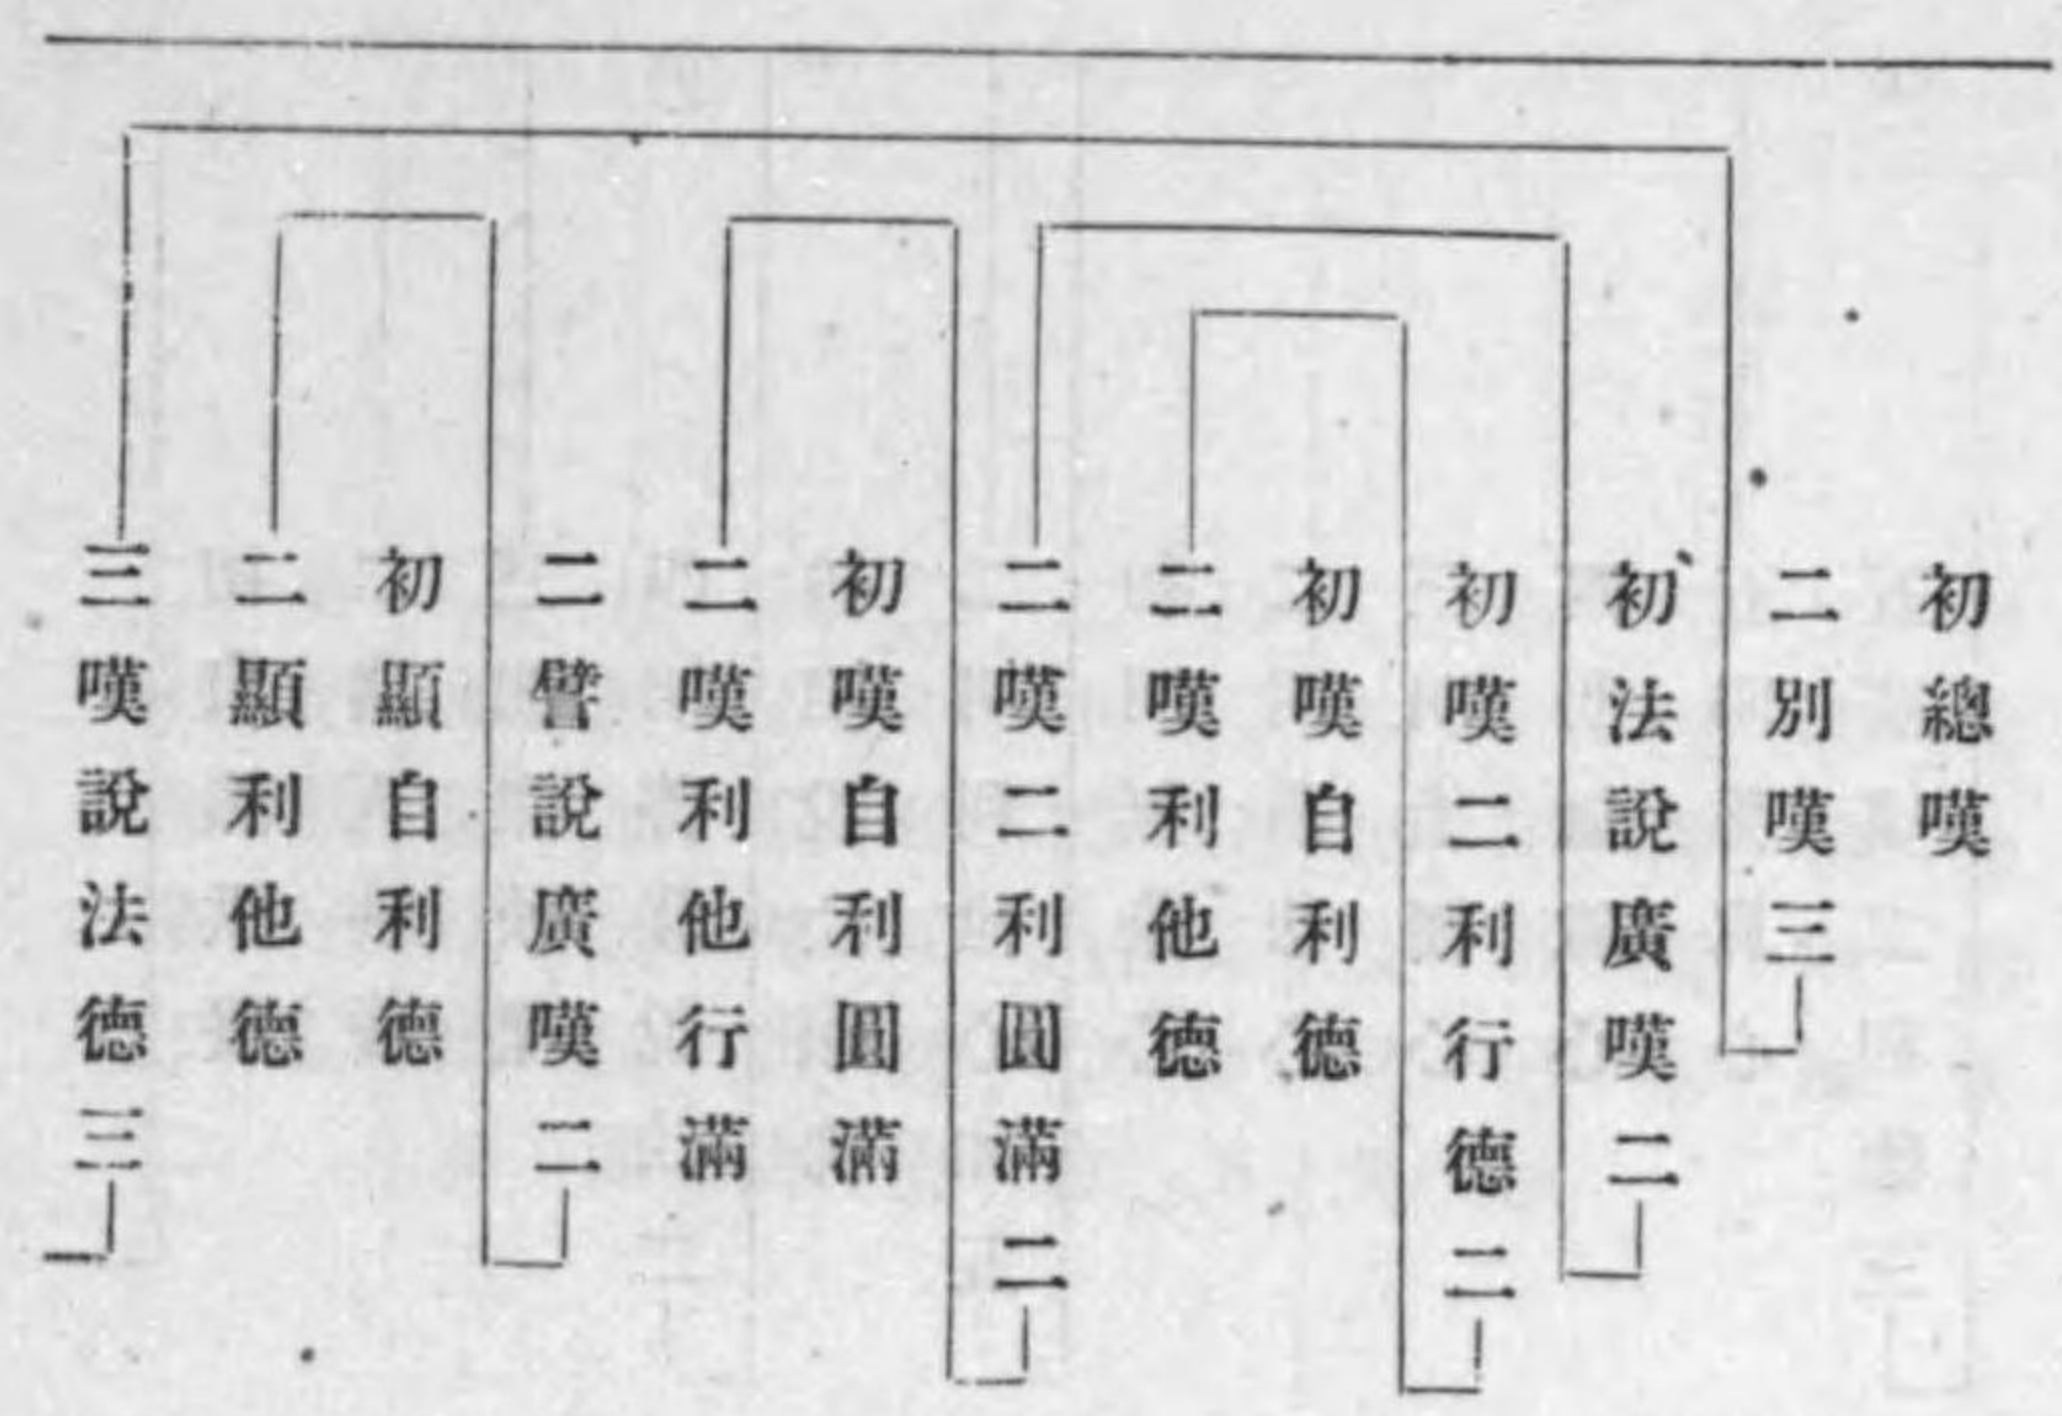 初總嘆
二別嘆三
初法說廣嘆二
初嘆二利行德二
初嘆自利德
二嘆利他德
二嘆二利圓滿二
初嘆自利圓滿
二嘆利他行滿
二譬說廣嘆二
初顯自利德
二顯利他德
三嘆說法德三